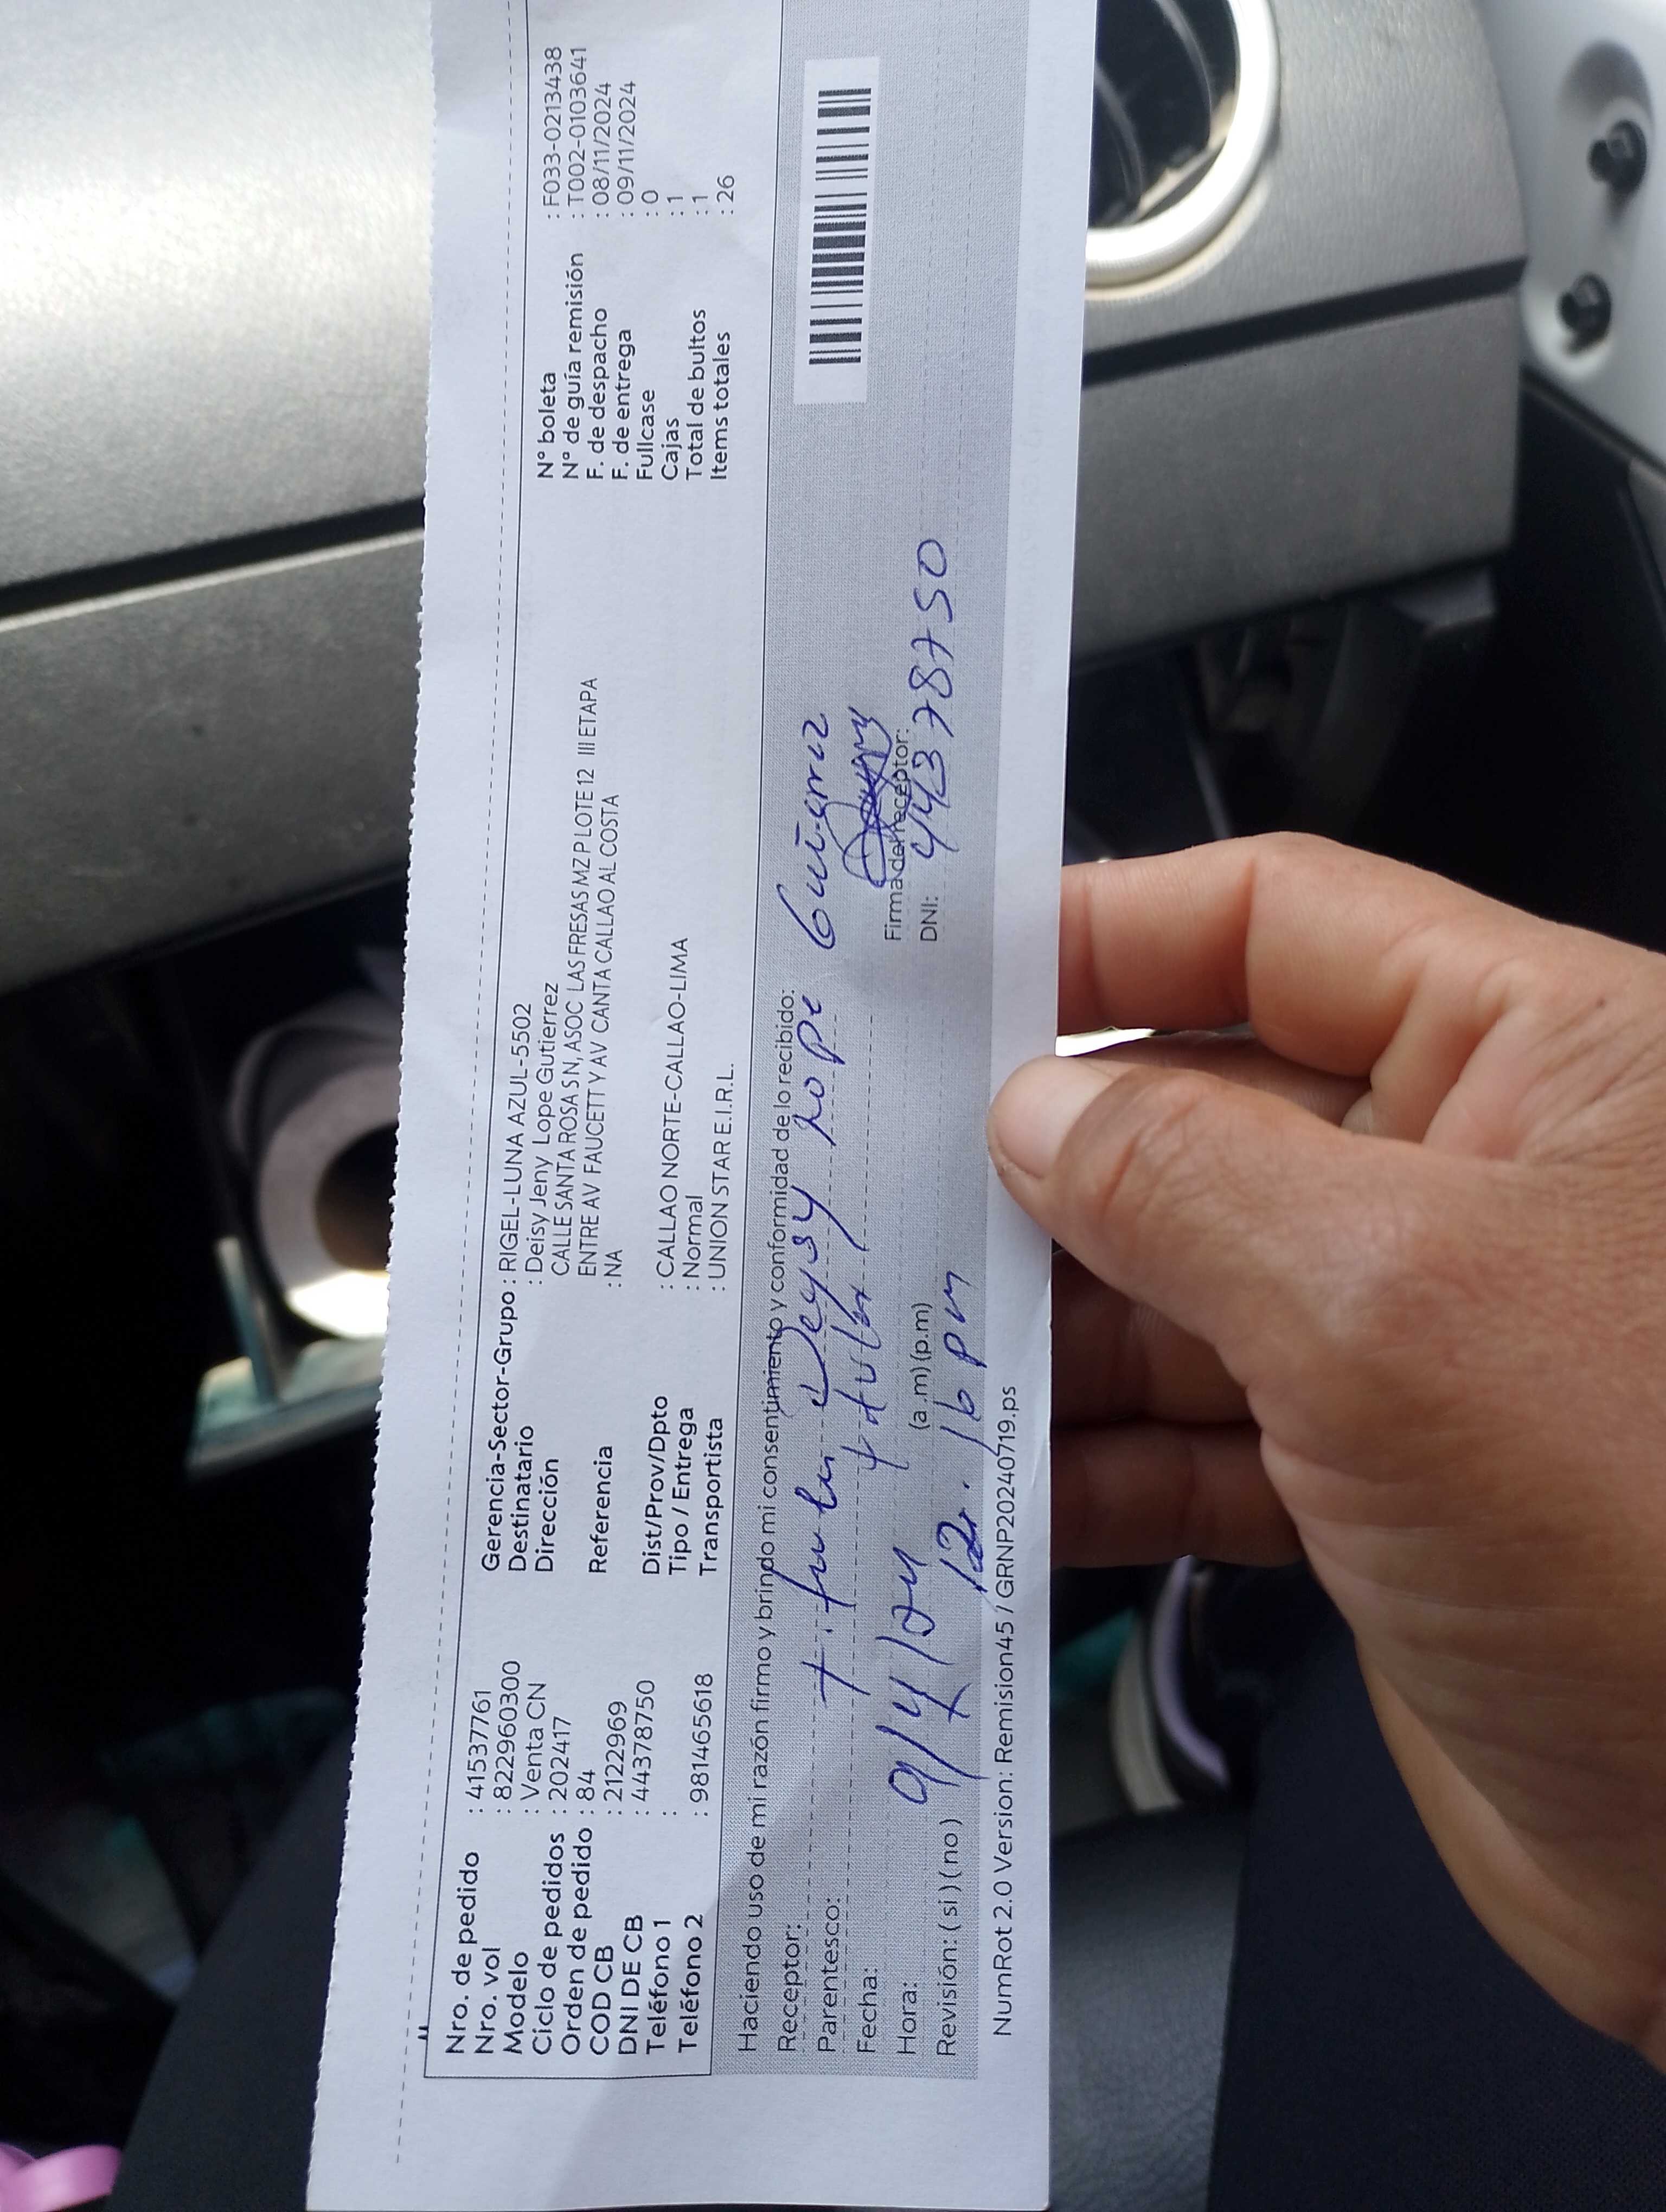 Nro. de pedido : 41537761
Nro. vol : 822960300
Modelo : Venta CN
Ciclo de pedidos : 202417
Orden de pedido : 84
COD CB : 2122969
DNI DE CB : 44378750
Teléfono 1 :
Teléfono 2 : 981465618
Gerencia-Sector-Grupo : RIGEL-LUNA AZUL-5502
Destinatario : Deisy Jeny Lope Gutierrez
Dirección CALLE SANTA ROSA SN, ASOC LAS FRESAS MZ P LOTE 12 III ETAPA
ENTRE AV FAUCETT Y AV CANTA CALLAO AL COSTA
Referencia : NA
Dist/Prov/Dpto : CALLAO NORTE-CALLAO-LIMA
Tipo / Entrega : Normal
Transportista : UNION STAR E.I.R.L.
N° boleta : F033-0213438
N° de guía remisión : T002-0103641
F. de despacho : 08/11/2024
F. de entrega : 09/11/2024
Fullcase : 0
Cajas : 1
Total de bultos : 1
Items totales : 26
Haciendo uso de mi razón firmo y brindo mi consentimiento y conformidad de lo recibido:
Receptor: Deysy Lope
Parentesco:
Fecha:
Hora: (a.m) (p.m)
12.16 pm
Revisión: ( si ) ( no )
Firma del receptor:
DNI: 44378750
NumRot 2.0 Version: Remision45 / GRNP20240719.ps